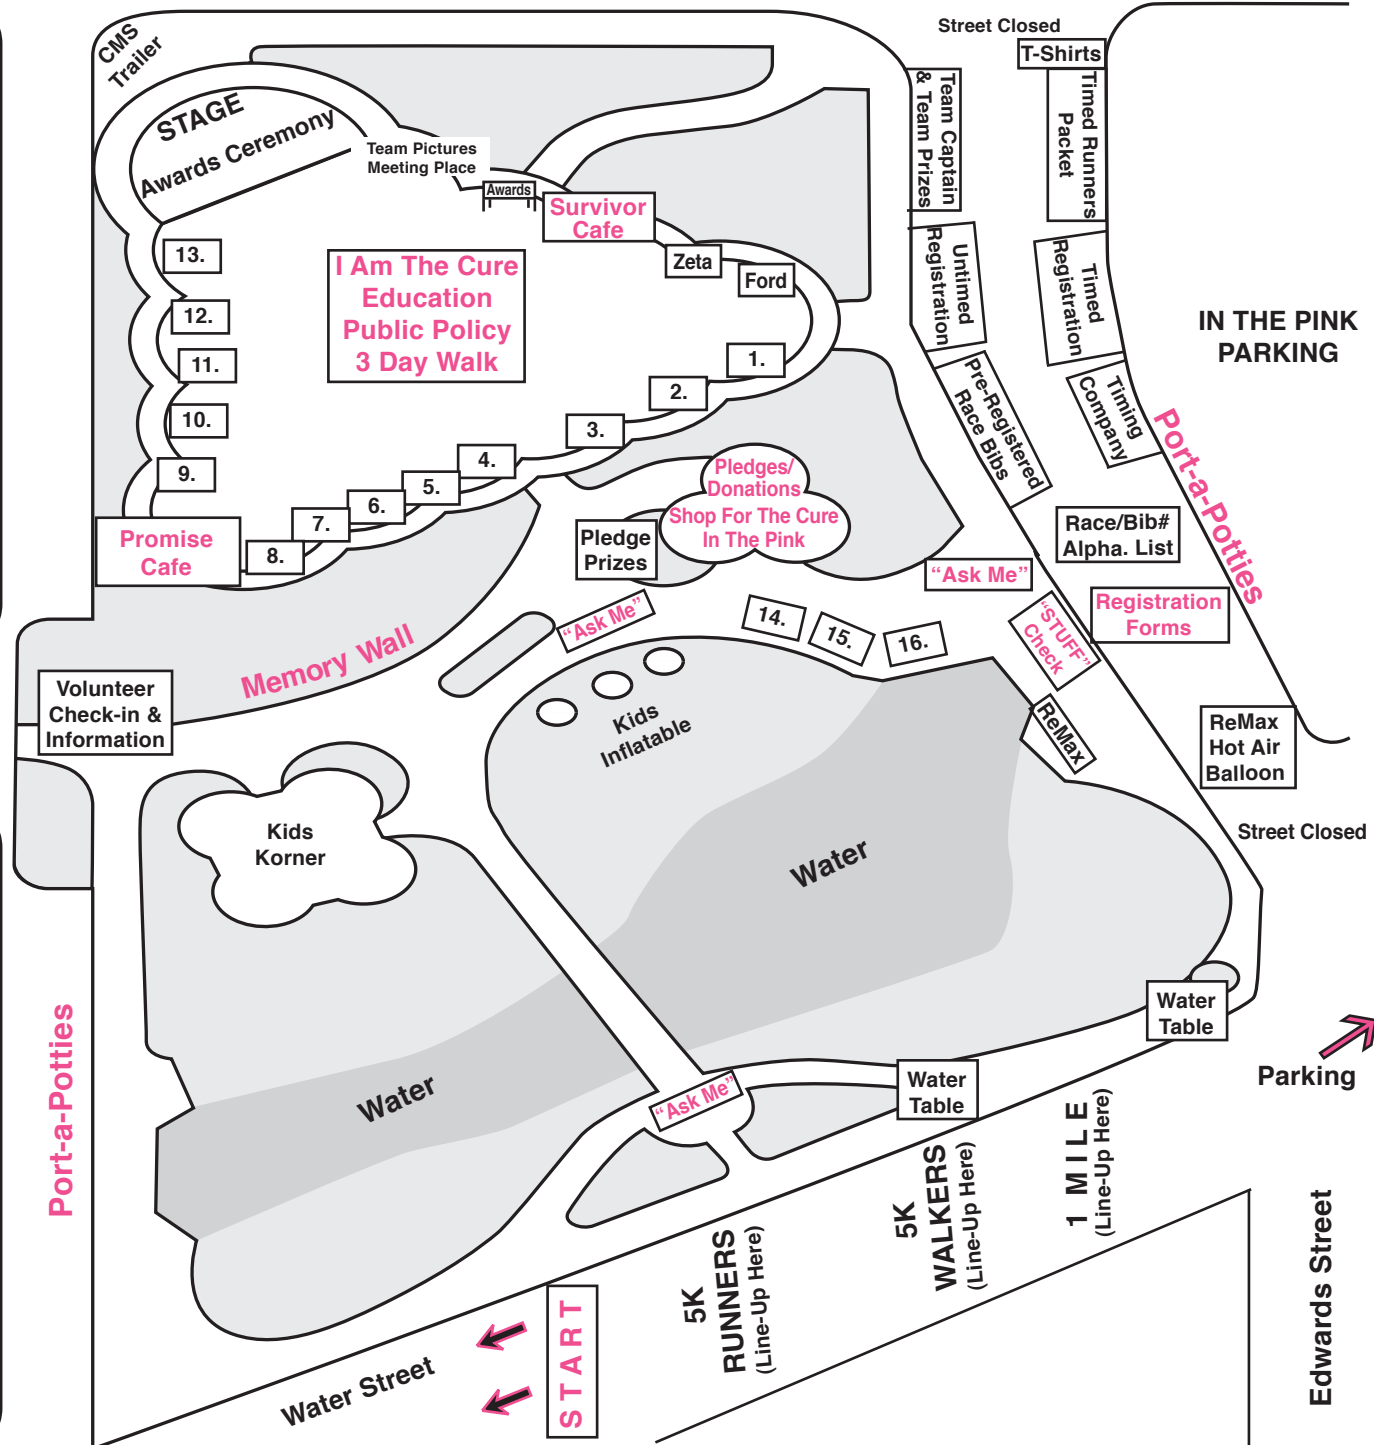 CMS
Trailer
Street Closed
T-Shirts
STAGE
Awards Ceremony
Team Pictures
Meeting Place
Awards
Survivor
Cafe
Zeta
Ford
Team Captain
& Team Prizes
Timed Runners
Packet
Untimed
Registration
Timed
Registration
Pre-Registered
Race Bibs
Timing
Company
IN THE PINK
PARKING
Port-a-Potties
I Am The Cure
Education
Public Policy
3 Day Walk
13.
12.
11.
10.
9.
1.
2.
3.
4.
5.
6.
7.
8.
Promise
Cafe
Pledges/
Donations
Shop For The Cure
In The Pink
Pledge
Prizes
Race/Bib#
Alpha. List
"Ask Me"
Registration
Forms
"STUFF"
Check
"Ask Me"
14.
15.
16.
Memory Wall
Volunteer
Check-in &
Information
Kids
Inflatable
ReMax
ReMax
Hot Air
Balloon
Street Closed
Kids
Korner
Water
Water
Table
Parking
Port-a-Potties
Water
"Ask Me"
Water
Table
1 MILE
(Line-Up Here)
5K
WALKERS
(Line-Up Here)
5K
RUNNERS
(Line-Up Here)
START
Water Street
Edwards Street